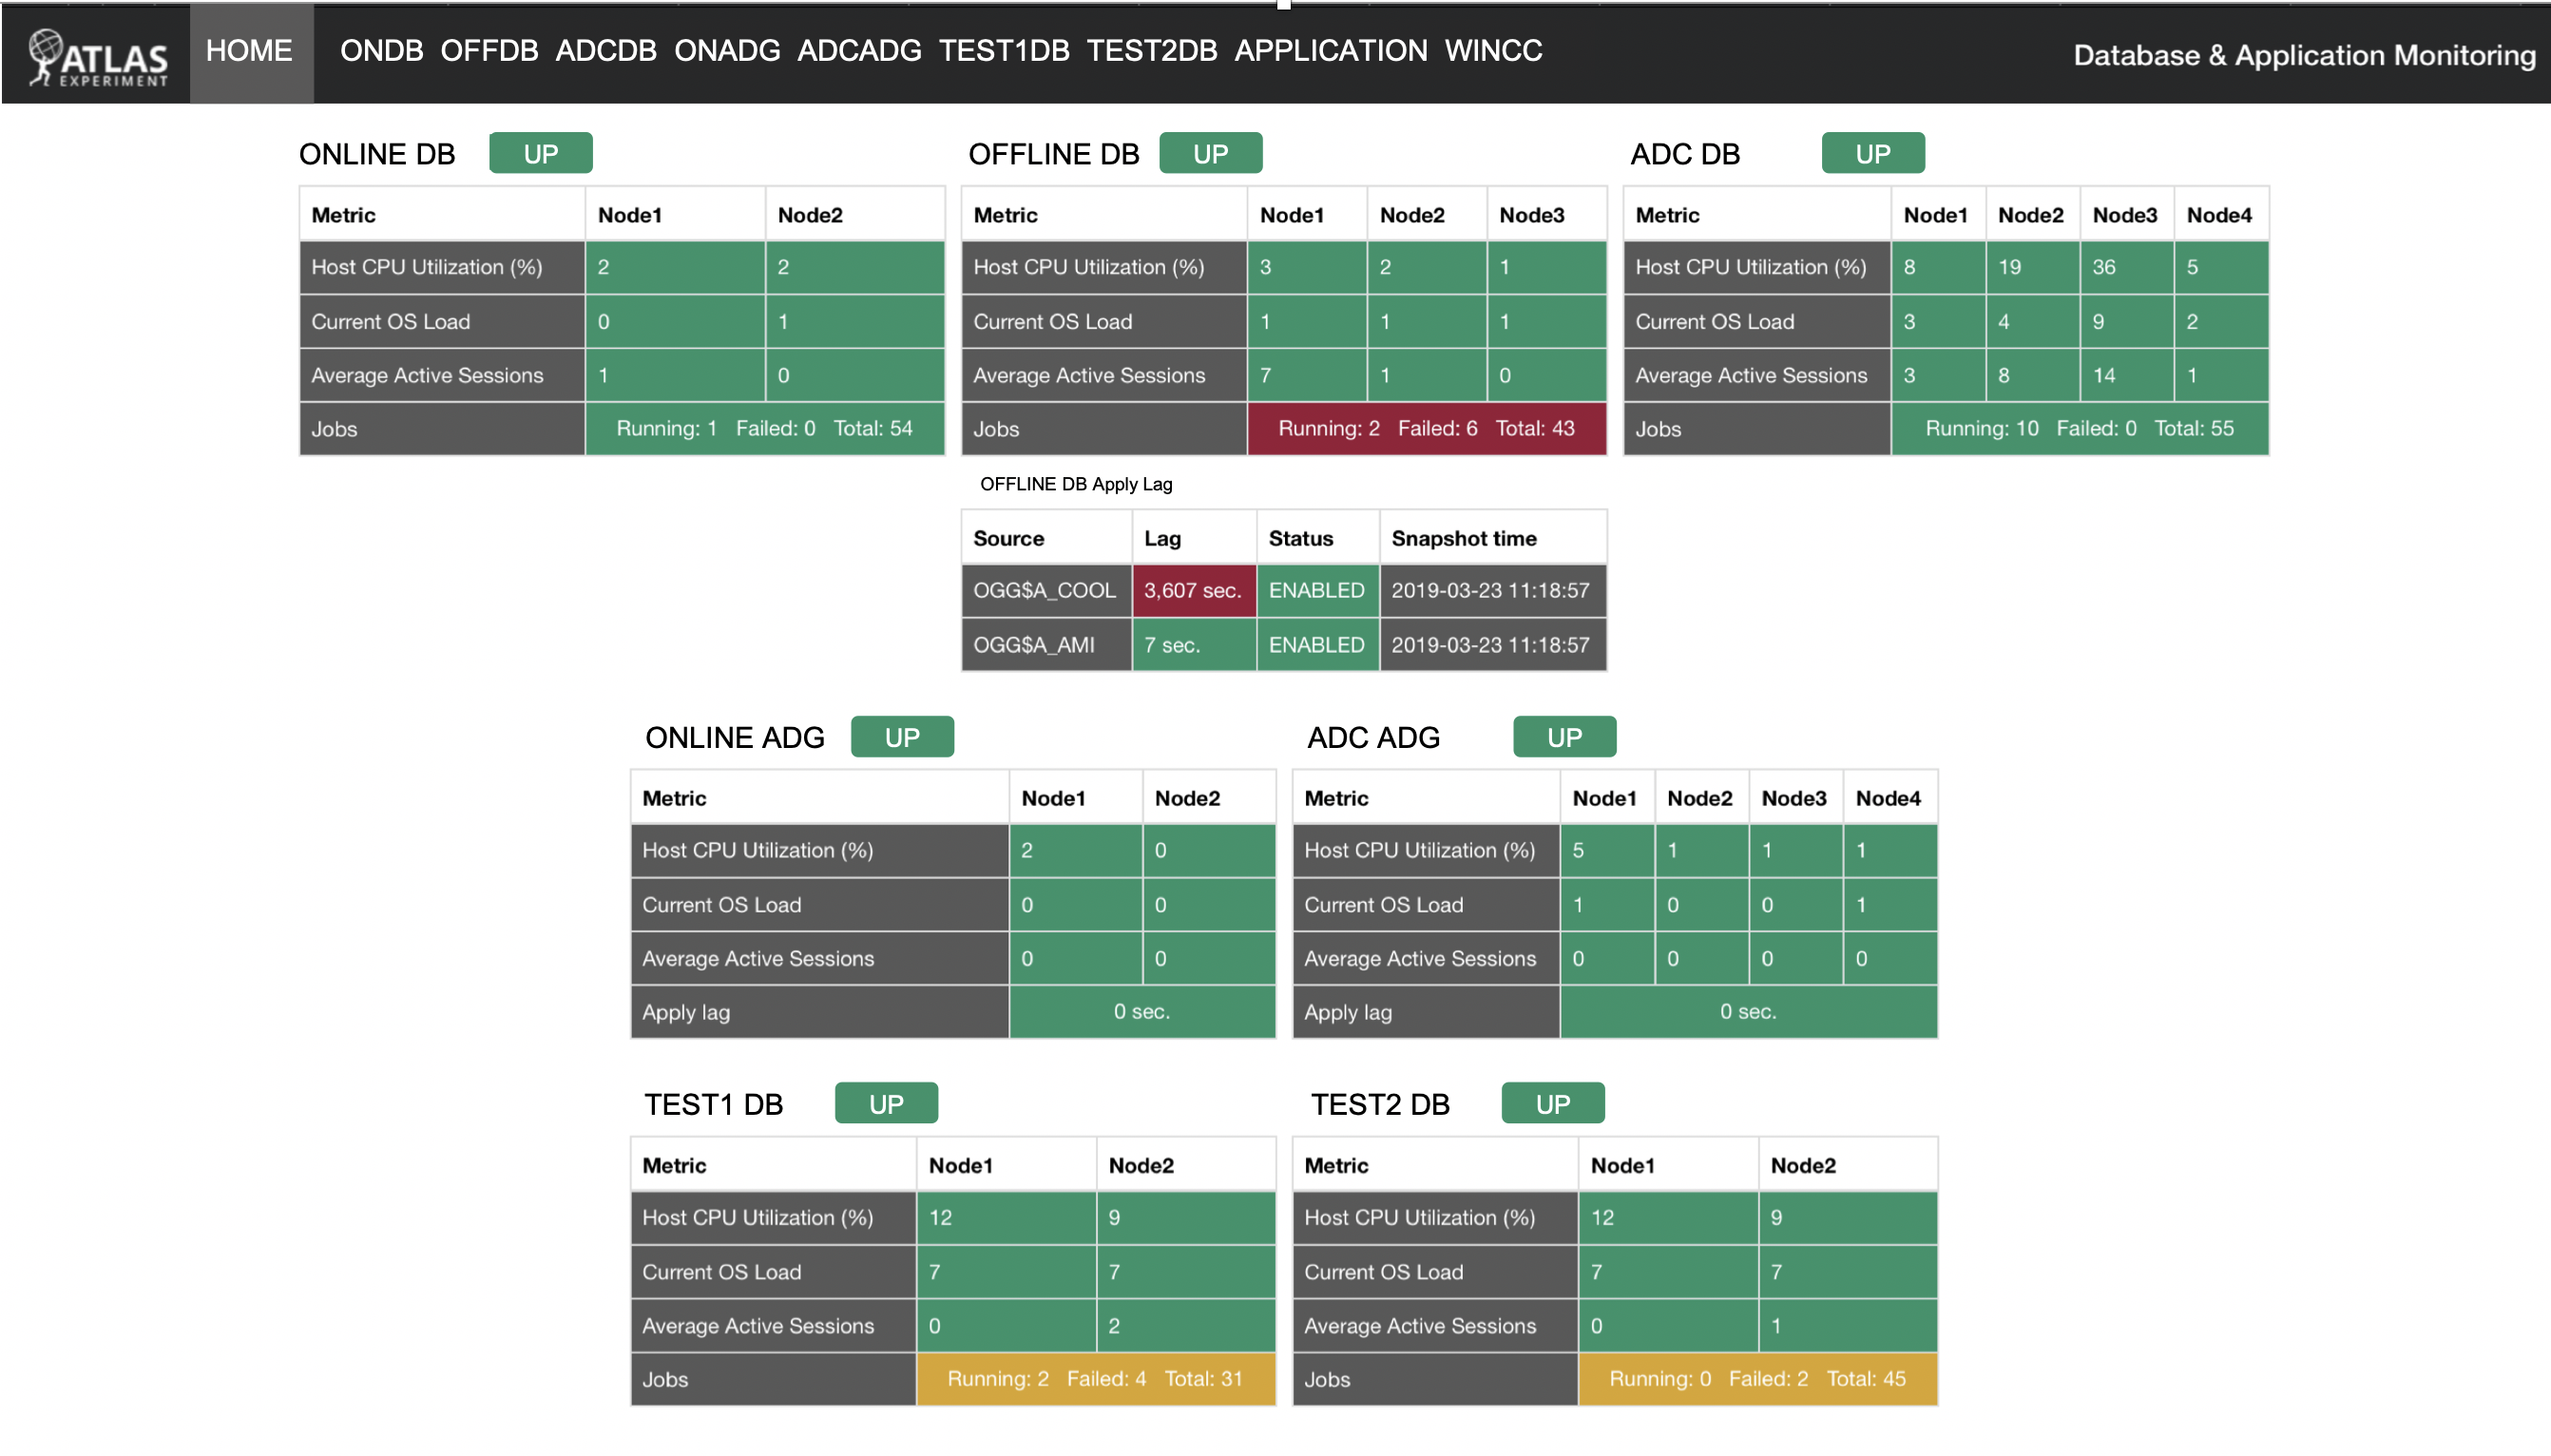 ATLAS
EXPERIMENT
HOME ONDB OFFDB ADCDB ONADG ADCADG TEST1DB TEST2DB APPLICATION WINCC
Database & Application Monitoring
ONLINE DB UP
Metric Node1 Node2
Host CPU Utilization (%) 2 2
Current OS Load 0 1
Average Active Sessions 1 0
Jobs Running: 1 Failed: 0 Total: 54
OFFLINE DB UP
Metric Node1 Node2 Node3
Host CPU Utilization (%) 3 2 1
Current OS Load 1 1 1
Average Active Sessions 7 1 0
Jobs Running: 2 Failed: 6 Total: 43
ADC DB UP
Metric Node1 Node2 Node3 Node4
Host CPU Utilization (%) 8 19 36 5
Current OS Load 3 4 9 2
Average Active Sessions 3 8 14 1
Jobs Running: 10 Failed: 0 Total: 55
OFFLINE DB Apply Lag
Source Lag Status Snapshot time
OGG$A_COOL 3,607 sec. ENABLED 2019-03-23 11:18:57
OGG$A_AMI 7 sec. ENABLED 2019-03-23 11:18:57
ONLINE ADG UP
Metric Node1 Node2
Host CPU Utilization (%) 2 0
Current OS Load 0 0
Average Active Sessions 0 0
Apply lag 0 sec.
ADC ADG UP
Metric Node1 Node2 Node3 Node4
Host CPU Utilization (%) 5 1 1 1
Current OS Load 1 0 0 1
Average Active Sessions 0 0 0 0
Apply lag 0 sec.
TEST1 DB UP
Metric Node1 Node2
Host CPU Utilization (%) 12 9
Current OS Load 7 7
Average Active Sessions 0 2
Jobs Running: 2 Failed: 4 Total: 31
TEST2 DB UP
Metric Node1 Node2
Host CPU Utilization (%) 12 9
Current OS Load 7 7
Average Active Sessions 0 1
Jobs Running: 0 Failed: 2 Total: 45